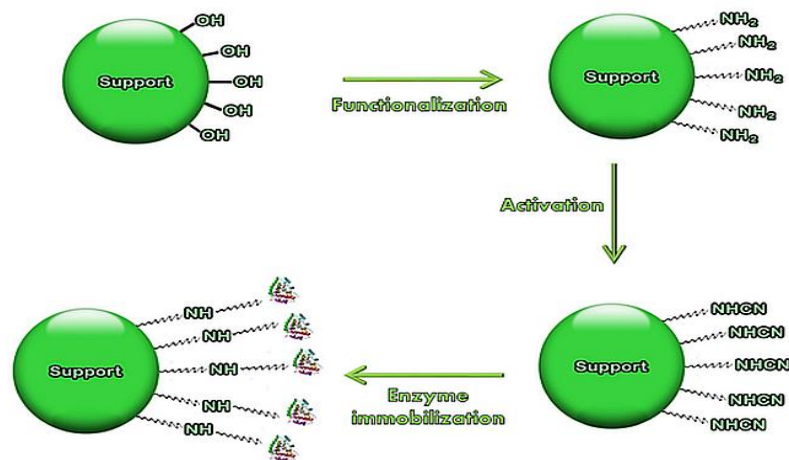 OH
OH
Support
OH
OH
OH
Functionalization
NH2
NH2
Support
NH2
NH2
NH2
Activation
NHCN
NHCN
Support
NHCN
NHCN
NHCN
Enzyme
immobilization
NH
NH
Support
NH
NH
NH